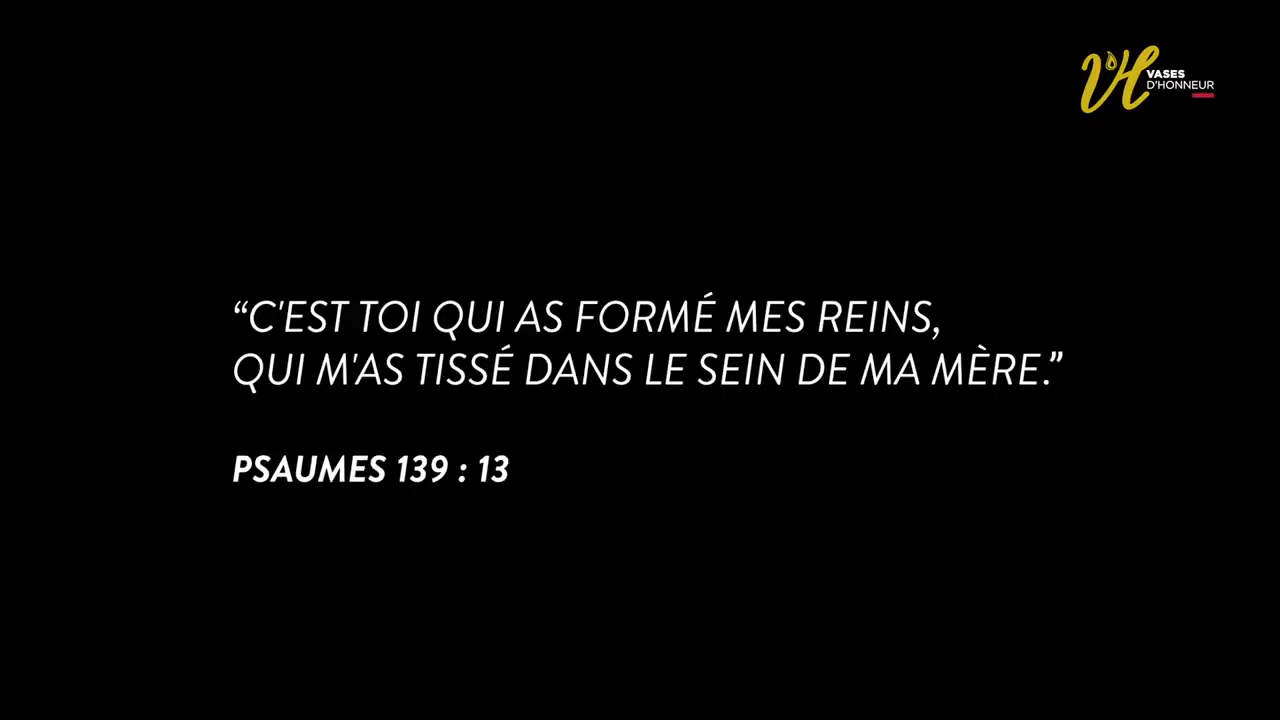 VH VASES
D'HONNEUR
“C'EST TOI QUI AS FORMÉ MES REINS,
QUI M'AS TISSÉ DANS LE SEIN DE MA MÈRE.”
PSAUMES 139 : 13